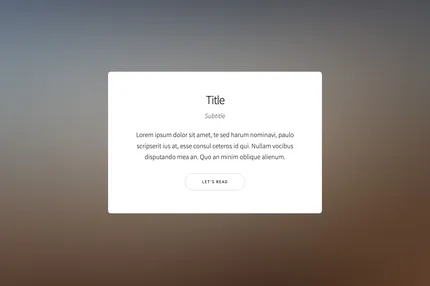 Title
Subtitle
Lorem ipsum dolor sit amet, te sed harum nominavi, paulo
scripserit ius at, esse consul ceteros id qui. Nullam vocibus
disputando mea an. Quo an minim oblique alienum.
LET'S READ